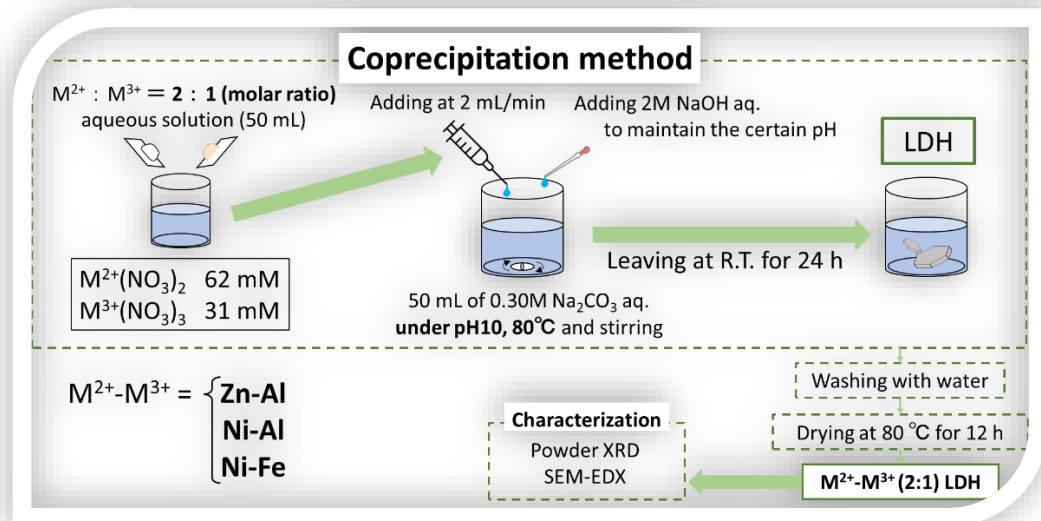 Coprecipitation method
M²⁺ : M³⁺ = 2 : 1 (molar ratio)
aqueous solution (50 mL)
M²⁺(NO₃)₂ 62 mM
M³⁺(NO₃)₃ 31 mM
Adding at 2 mL/min
Adding 2M NaOH aq.
to maintain the certain pH
50 mL of 0.30M Na₂CO₃ aq.
under pH10, 80℃ and stirring
Leaving at R.T. for 24 h
LDH
M²⁺-M³⁺ =
Zn-Al
Ni-Al
Ni-Fe
Washing with water
Drying at 80 ℃ for 12 h
M²⁺-M³⁺ (2:1) LDH
Characterization
Powder XRD
SEM-EDX